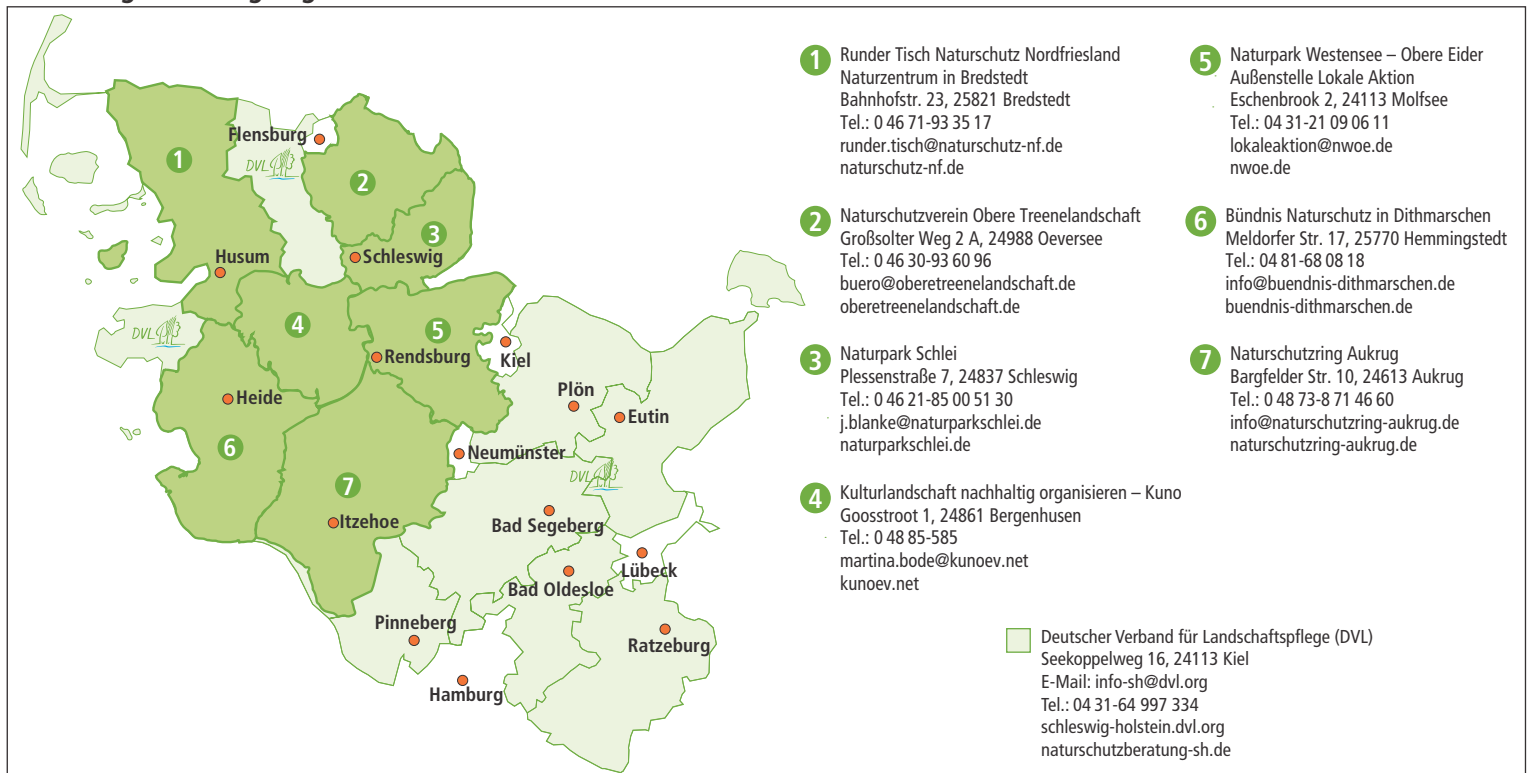 1
Flensburg
DVL
2
3
Husum
Schleswig
4
DVL
5
Rendsburg
Kiel
Plön
Eutin
Heide
6
Neumünster
7
DVL
Itzehoe
Bad Segeberg
Lübeck
Bad Oldesloe
Pinneberg
Ratzeburg
Hamburg
1 Runder Tisch Naturschutz Nordfriesland
Naturzentrum in Bredstedt
Bahnhofstr. 23, 25821 Bredstedt
Tel.: 0 46 71-93 35 17
runder.tisch@naturschutz-nf.de
naturschutz-nf.de
2 Naturschutzverein Obere Treenelandschaft
Großsolter Weg 2 A, 24988 Oeversee
Tel.: 0 46 30-93 60 96
buero@oberetreenelandschaft.de
oberetreenelandschaft.de
3 Naturpark Schlei
Plessenstraße 7, 24837 Schleswig
Tel.: 0 46 21-85 00 51 30
j.blanke@naturparkschlei.de
naturparkschlei.de
4 Kulturlandschaft nachhaltig organisieren – Kuno
Goosstroot 1, 24861 Bergenhusen
Tel.: 0 48 85-585
martina.bode@kunoev.net
kunoev.net
5 Naturpark Westensee – Obere Eider
Außenstelle Lokale Aktion
Eschenbrook 2, 24113 Molfsee
Tel.: 04 31-21 09 06 11
lokaleaktion@nwoe.de
nwoe.de
6 Bündnis Naturschutz in Dithmarschen
Meldorfer Str. 17, 25770 Hemmingstedt
Tel.: 04 81-68 08 18
info@buendnis-dithmarschen.de
buendnis-dithmarschen.de
7 Naturschutzring Aukrug
Bargfelder Str. 10, 24613 Aukrug
Tel.: 0 48 73-8 71 46 60
info@naturschutzring-aukrug.de
naturschutzring-aukrug.de
Deutscher Verband für Landschaftspflege (DVL)
Seekoppelweg 16, 24113 Kiel
E-Mail: info-sh@dvl.org
Tel.: 04 31-64 997 334
schleswig-holstein.dvl.org
naturschutzberatung-sh.de